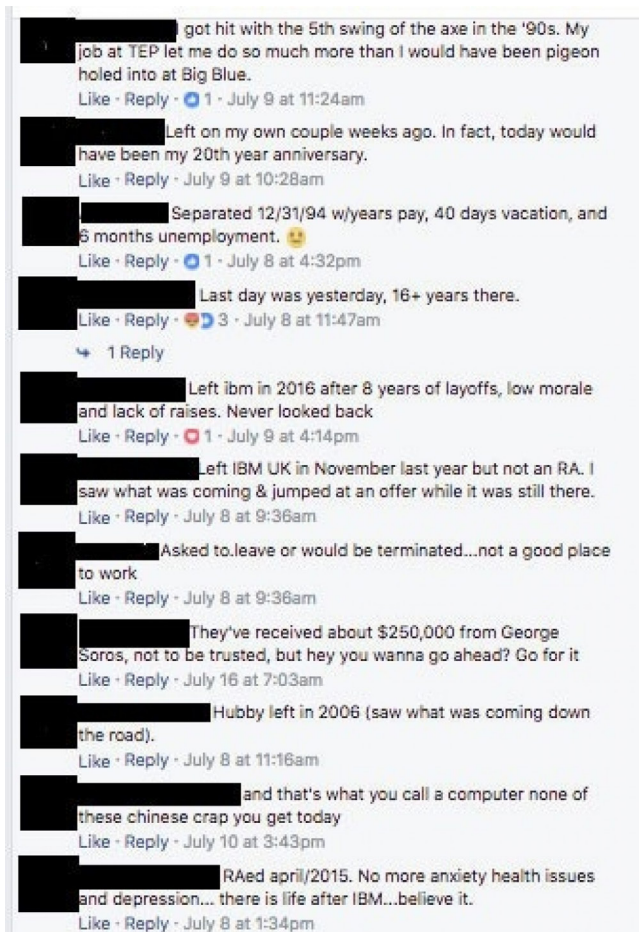 I got hit with the 5th swing of the axe in the '90s. My
job at TEP let me do so much more than I would have been pigeon
holed into at Big Blue.
Like · Reply · 1 · July 9 at 11:24am
Left on my own couple weeks ago. In fact, today would
have been my 20th year anniversary.
Like · Reply · July 9 at 10:28am
Separated 12/31/94 w/years pay, 40 days vacation, and
6 months unemployment. 😐
Like · Reply · 1 · July 8 at 4:32pm
Last day was yesterday, 16+ years there.
Like · Reply · 3 · July 8 at 11:47am
1 Reply
Left ibm in 2016 after 8 years of layoffs, low morale
and lack of raises. Never looked back
Like · Reply · 1 · July 9 at 4:14pm
Left IBM UK in November last year but not an RA. I
saw what was coming & jumped at an offer while it was still there.
Like · Reply · July 8 at 9:36am
Asked to.leave or would be terminated...not a good place
to work
Like · Reply · July 8 at 9:36am
They've received about $250,000 from George
Soros, not to be trusted, but hey you wanna go ahead? Go for it
Like · Reply · July 16 at 7:03am
Hubby left in 2006 (saw what was coming down
the road).
Like · Reply · July 8 at 11:16am
and that's what you call a computer none of
these chinese crap you get today
Like · Reply · July 10 at 3:43pm
RAed april/2015. No more anxiety health issues
and depression... there is life after IBM...believe it.
Like · Reply · July 8 at 1:34pm